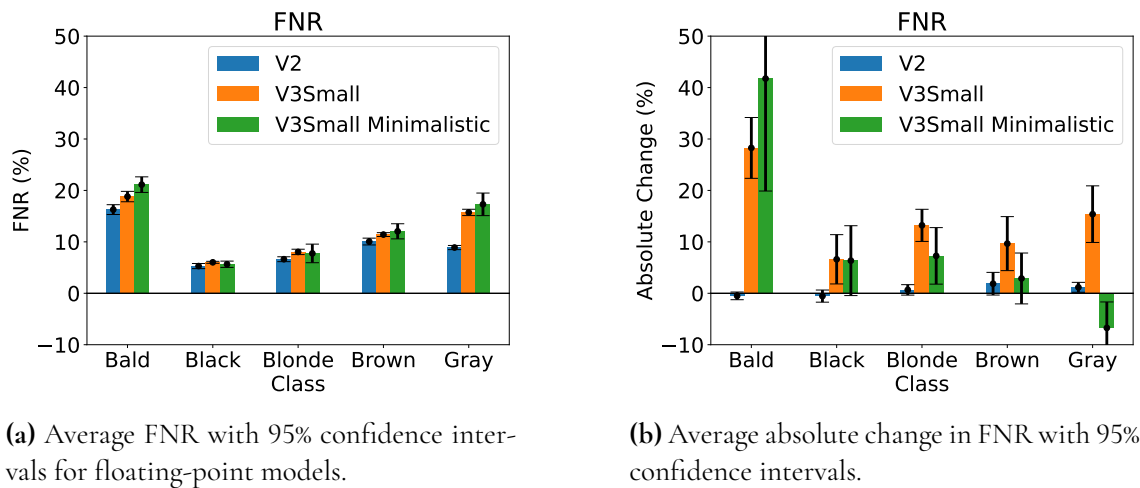 FNR
50
40
30
20
10
0
−10
FNR (%)
V2
V3Small
V3Small Minimalistic
Bald Black Blonde Brown Gray
Class
(a) Average FNR with 95% confidence inter-
vals for floating-point models.
FNR
50
40
30
20
10
0
−10
Absolute Change (%)
V2
V3Small
V3Small Minimalistic
Bald Black Blonde Brown Gray
Class
(b) Average absolute change in FNR with 95%
confidence intervals.